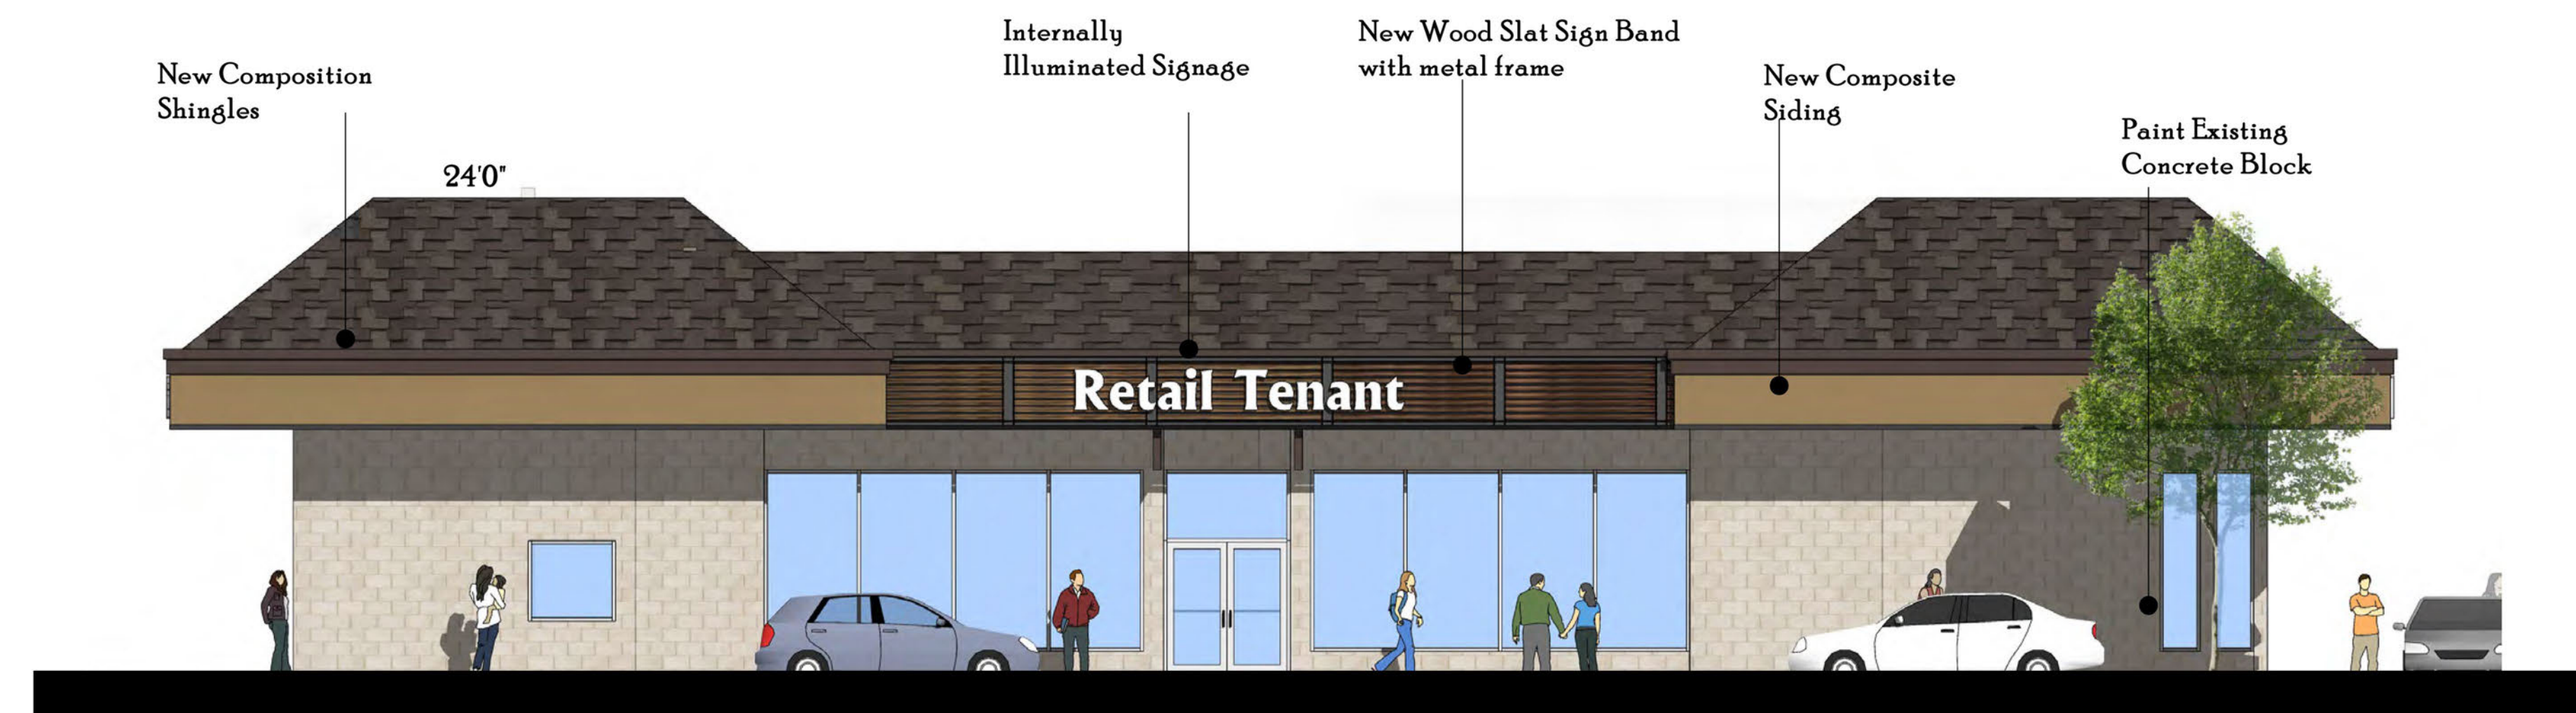 New Composition
Shingles
24'0"
Internally
Illuminated Signage
New Wood Slat Sign Band
with metal frame
New Composite
Siding
Paint Existing
Concrete Block
Retail Tenant